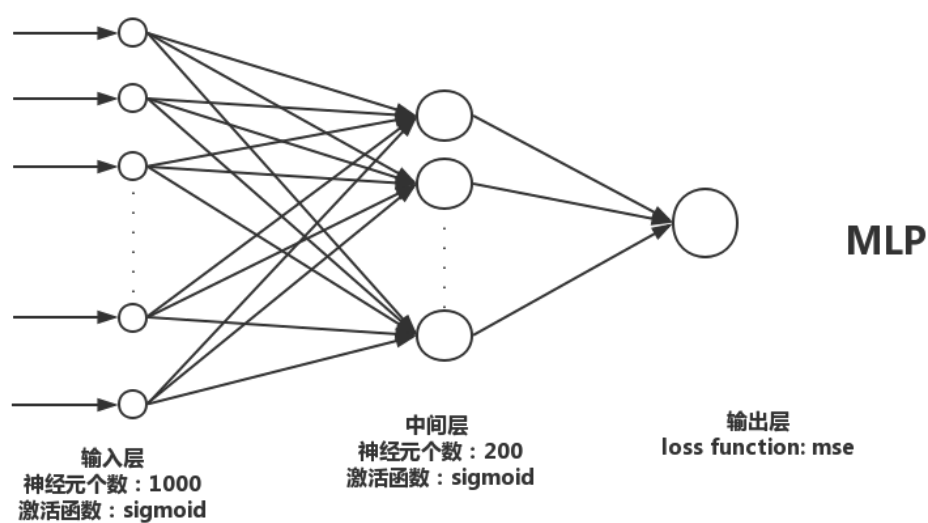 MLP
输入层
神经元个数：1000
激活函数：sigmoid
中间层
神经元个数：200
激活函数：sigmoid
输出层
loss function: mse